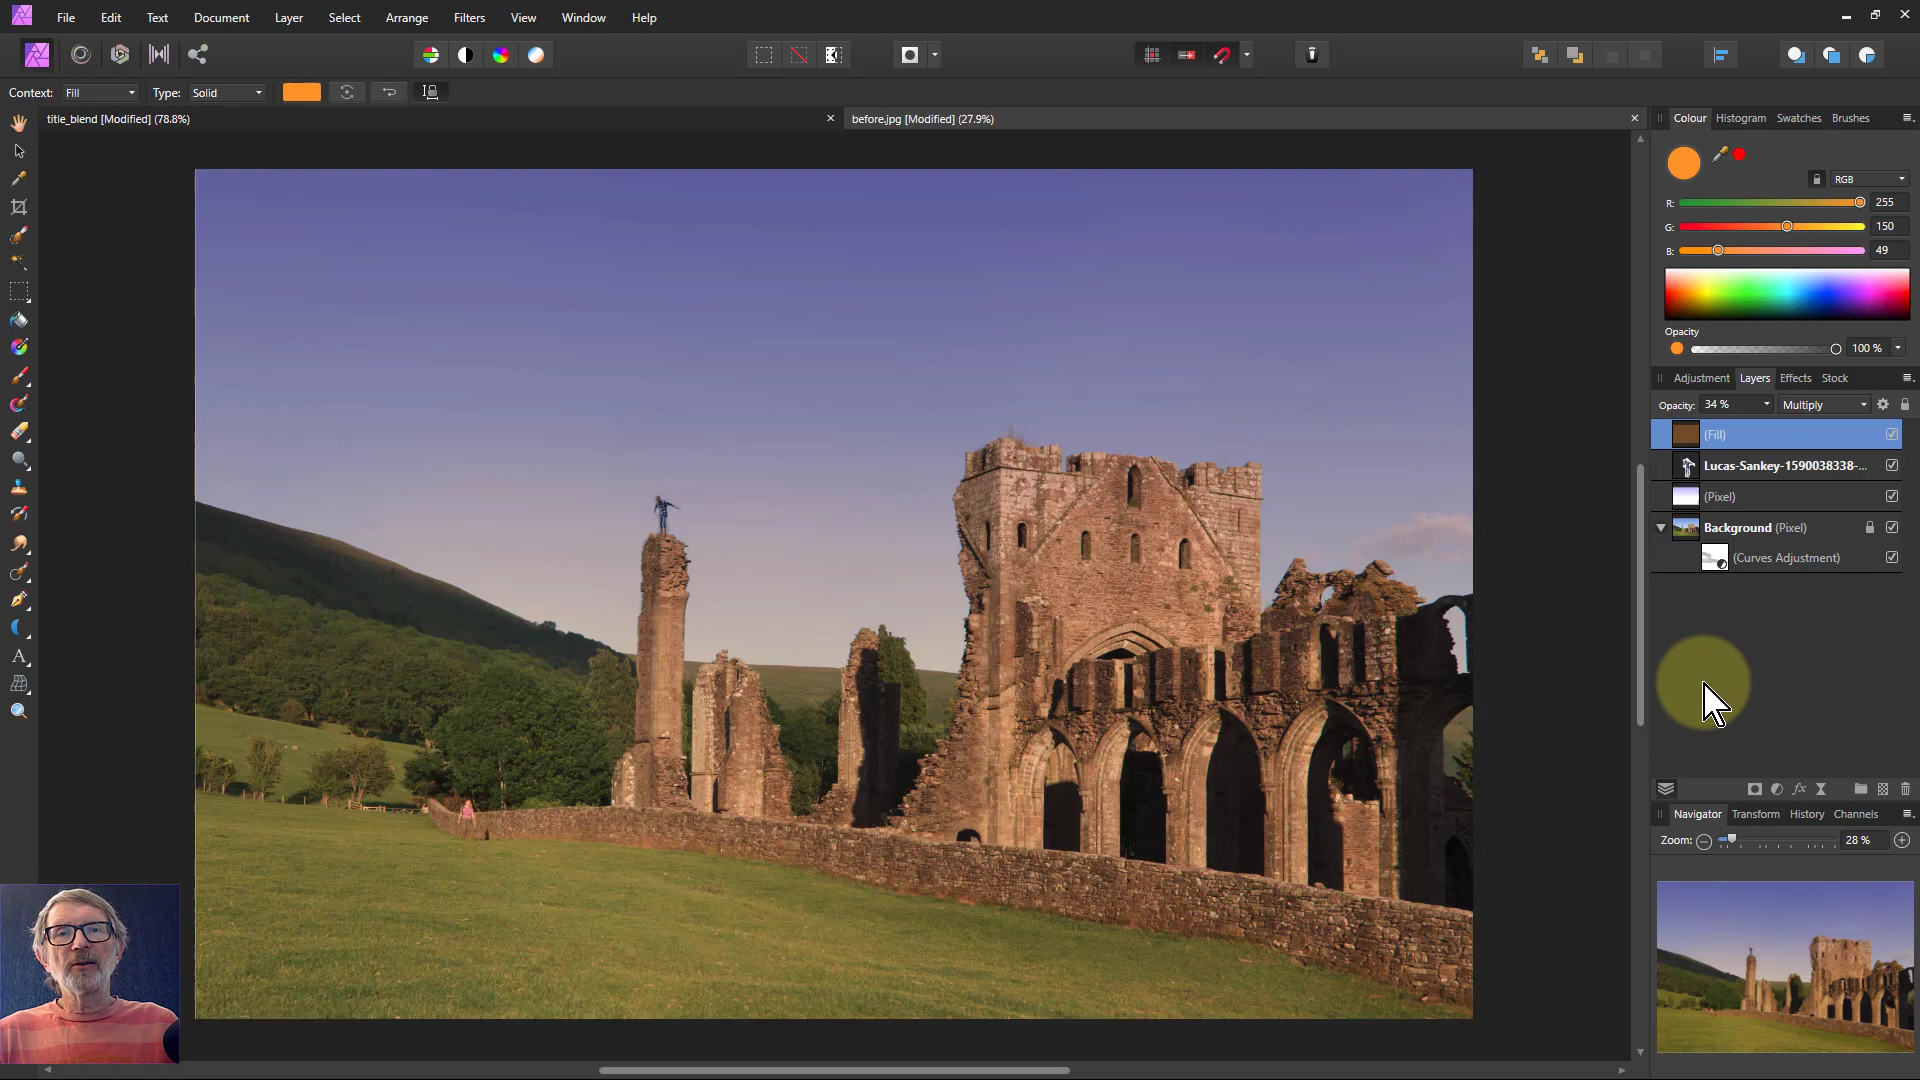 File Edit Text Document Layer Select Arrange Filters View Window Help
Context: Fill Type: Solid
title_blend [Modified] (78.8%)
before.jpg [Modified] (27.9%)
Colour Histogram Swatches Brushes
RGB
R: 255
G: 150
B: 49
Opacity
100 %
Adjustment Layers Effects Stock
Opacity: 34 % Multiply
(Fill)
Lucas-Sankey-1590038338-...
(Pixel)
Background (Pixel)
(Curves Adjustment)
fx
Navigator Transform History Channels
Zoom: 28 %
A